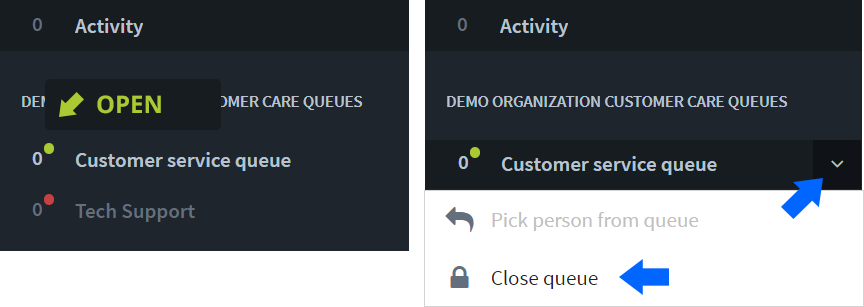 0 Activity
DEM
OPEN
OMER CARE QUEUES
0 Customer service queue
0 Tech Support
0 Activity
DEMO ORGANIZATION CUSTOMER CARE QUEUES
0 Customer service queue
Pick person from queue
Close queue